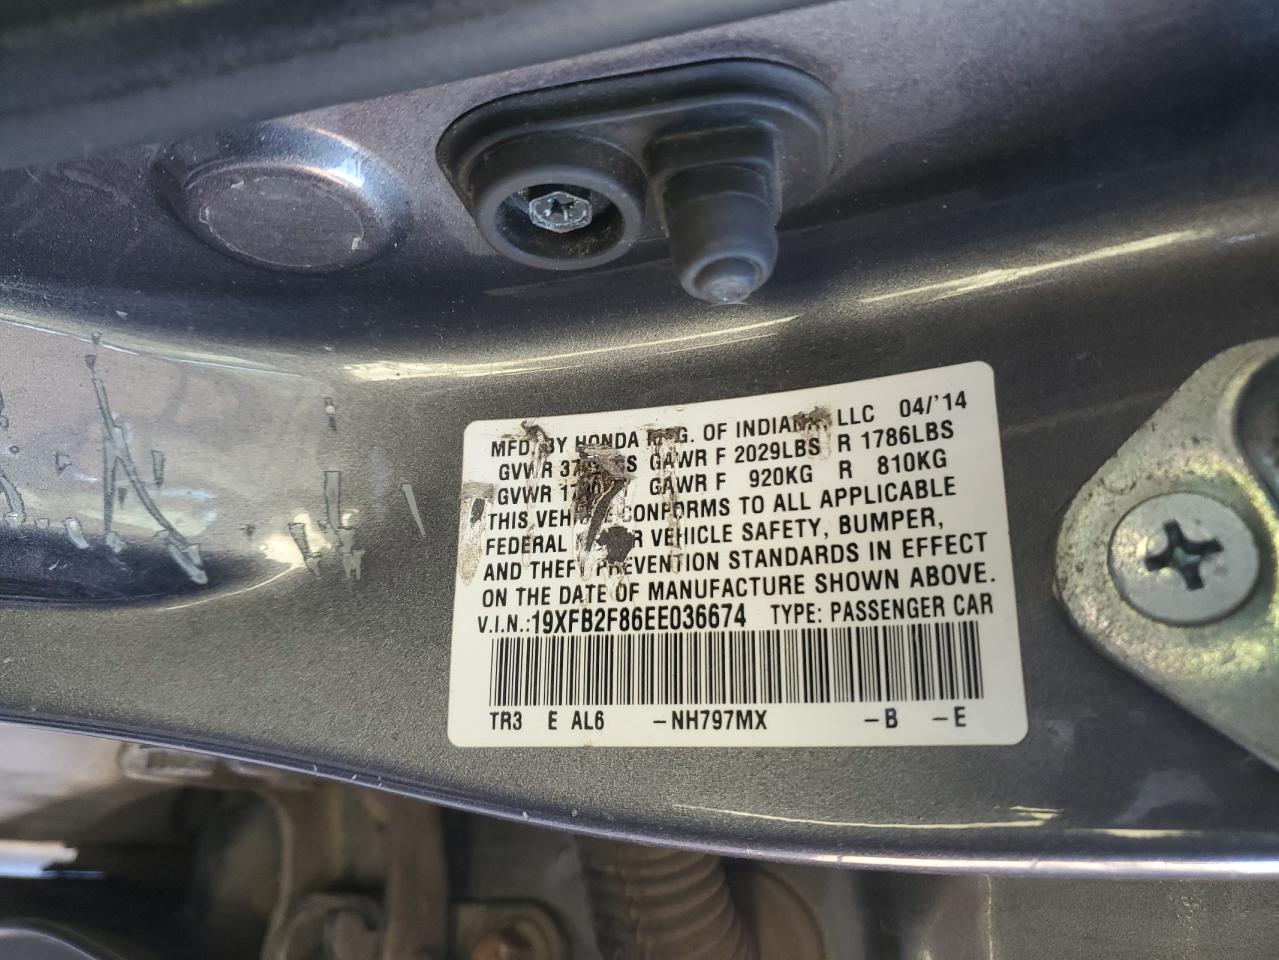 MFD. BY HONDA OF INDIANA, LLC 04/'14
GVWR GAWR F 2029LBS R 1786LBS
GVWR GAWR F 920KG R 810KG
THIS VEHICLE CONFORMS TO ALL APPLICABLE
FEDERAL VEHICLE SAFETY, BUMPER,
AND THEFT PREVENTION STANDARDS IN EFFECT
ON THE DATE OF MANUFACTURE SHOWN ABOVE.
V.I.N.:19XFB2F86EE036674 TYPE: PASSENGER CAR
TR3 E AL6 -NH797MX -B -E